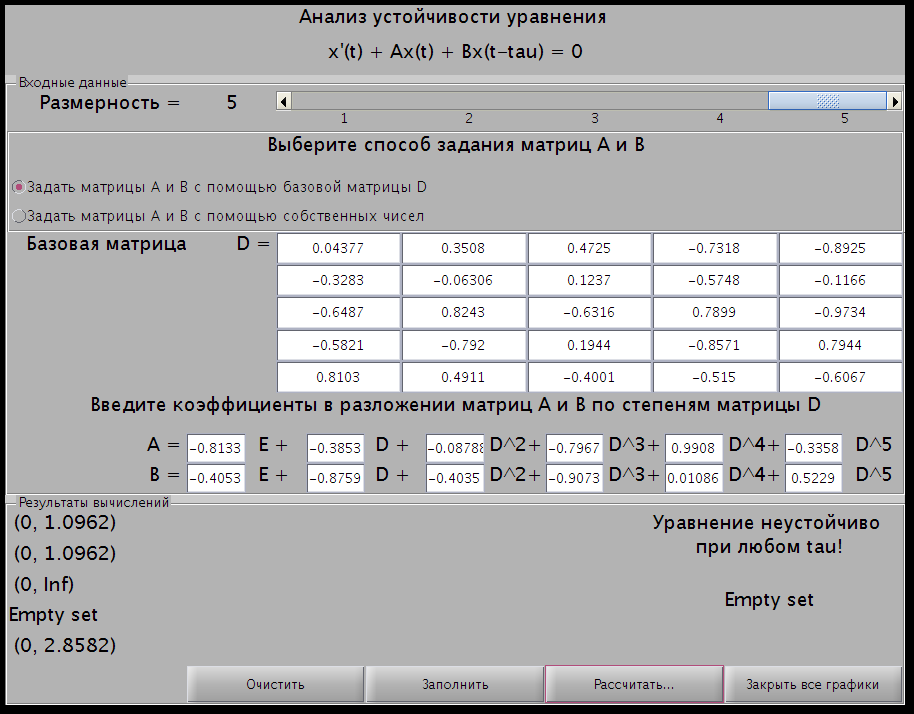 Анализ устойчивости уравнения
x'(t) + Ax(t) + Bx(t-tau) = 0
Входные данные
Размерность = 5
1 2 3 4 5
Выберите способ задания матриц A и B
Задать матрицы A и B с помощью базовой матрицы D
Задать матрицы A и B с помощью собственных чисел
Базовая матрица D = 0.04377 0.3508 0.4725 -0.7318 -0.8925
-0.3283 -0.06306 0.1237 -0.5748 -0.1166
-0.6487 0.8243 -0.6316 0.7899 -0.9734
-0.5821 -0.792 0.1944 -0.8571 0.7944
0.8103 0.4911 -0.4001 -0.515 -0.6067
Введите коэффициенты в разложении матриц A и B по степеням матрицы D
A = -0.8133 E + -0.3853 D + -0.0878 D^2+ -0.7967 D^3+ 0.9908 D^4+ -0.3358 D^5
B = -0.4053 E + -0.8759 D + -0.4035 D^2+ -0.9073 D^3+ 0.01086 D^4+ 0.5229 D^5
Результаты вычислений
(0, 1.0962)
(0, 1.0962)
(0, Inf)
Empty set
(0, 2.8582)
Уравнение неустойчиво
при любом tau!
Empty set
Очистить Заполнить Рассчитать... Закрыть все графики